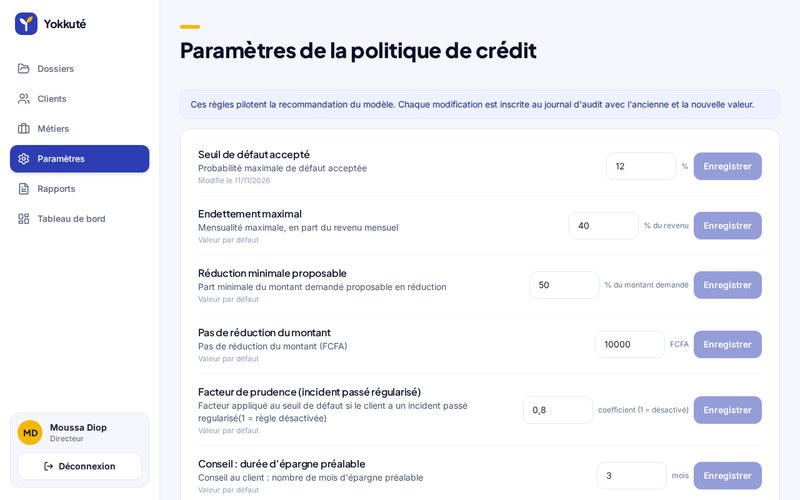 Yokkuté
Dossiers
Clients
Métiers
Paramètres
Rapports
Tableau de bord
MD
Moussa Diop
Directeur
Déconnexion
Paramètres de la politique de crédit
Ces règles pilotent la recommandation du modèle. Chaque modification est inscrite au journal d'audit avec l'ancienne et la nouvelle valeur.
Seuil de défaut accepté
Probabilité maximale de défaut acceptée
Modifié le 11/11/2026
12 % Enregistrer
Endettement maximal
Mensualité maximale, en part du revenu mensuel
Valeur par défaut
40 % du revenu Enregistrer
Réduction minimale proposable
Part minimale du montant demandé proposable en réduction
Valeur par défaut
50 % du montant demandé Enregistrer
Pas de réduction du montant
Pas de réduction du montant (FCFA)
Valeur par défaut
10000 FCFA Enregistrer
Facteur de prudence (incident passé régularisé)
Facteur appliqué au seuil de défaut si le client a un incident passé
regularisé(1 = règle désactivée)
Valeur par défaut
0,8 coefficient (1 = désactivé) Enregistrer
Conseil : durée d'épargne préalable
Conseil au client : nombre de mois d'épargne préalable
Valeur par défaut
3 mois Enregistrer